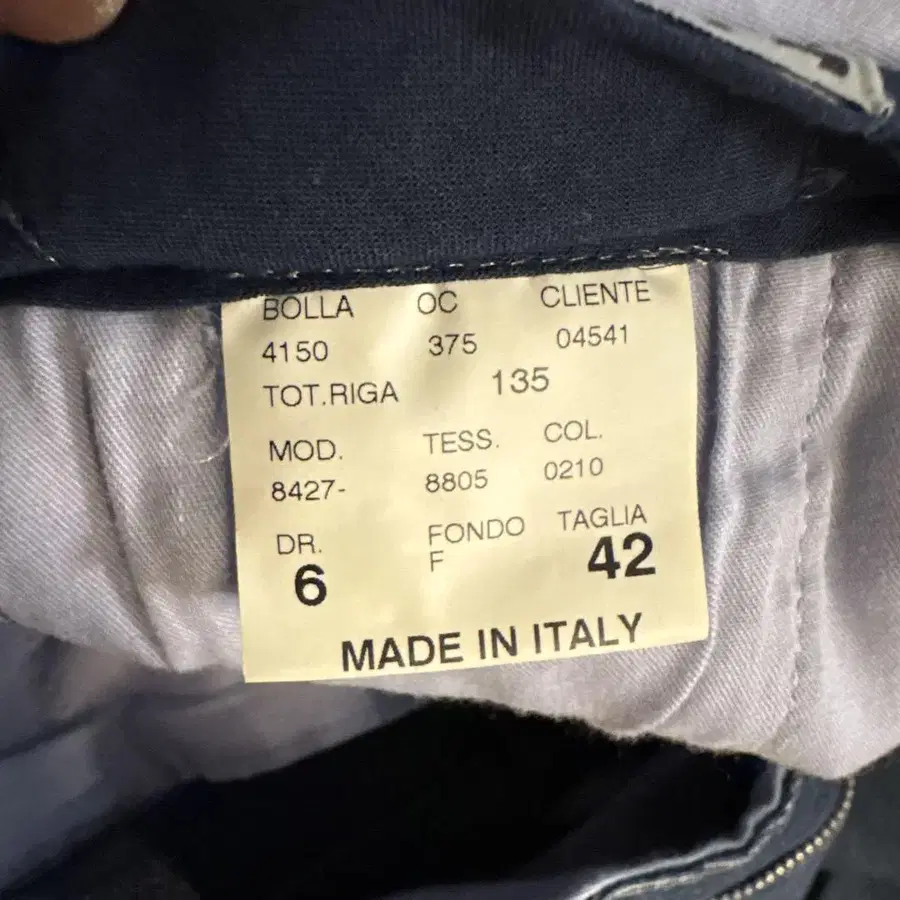 BOLLA OC CLIENTE
4150 375 04541
TOT.RIGA 135
MOD. TESS. COL.
8427- 8805 0210
DR. FONDO TAGLIA
6 F 42
MADE IN ITALY